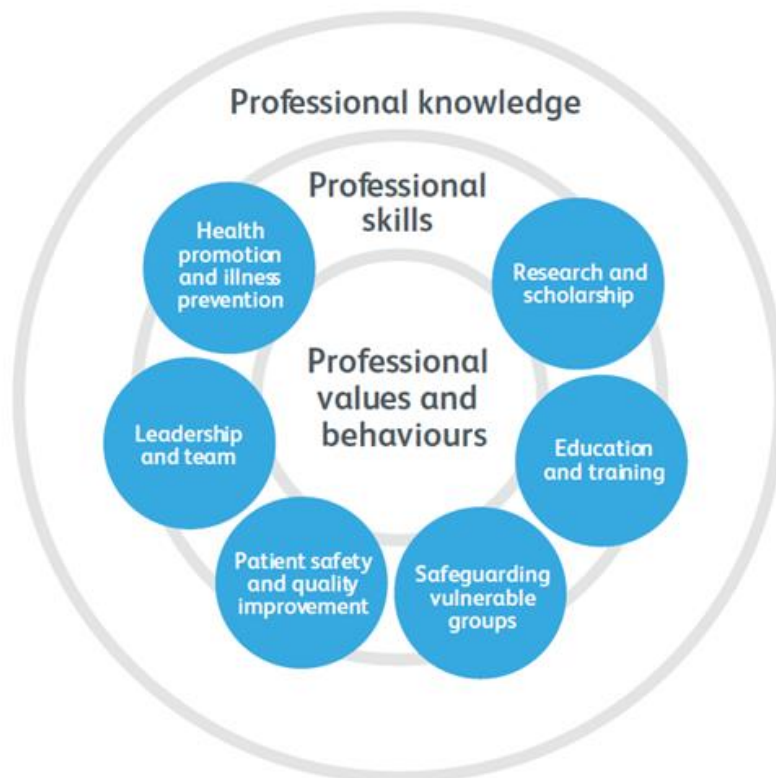 Professional knowledge
Professional
skills
Health
promotion
and illness
prevention
Research and
scholarship
Professional
values and
behaviours
Leadership
and team
Education
and training
Patient safety
and quality
improvement
Safeguarding
vulnerable
groups